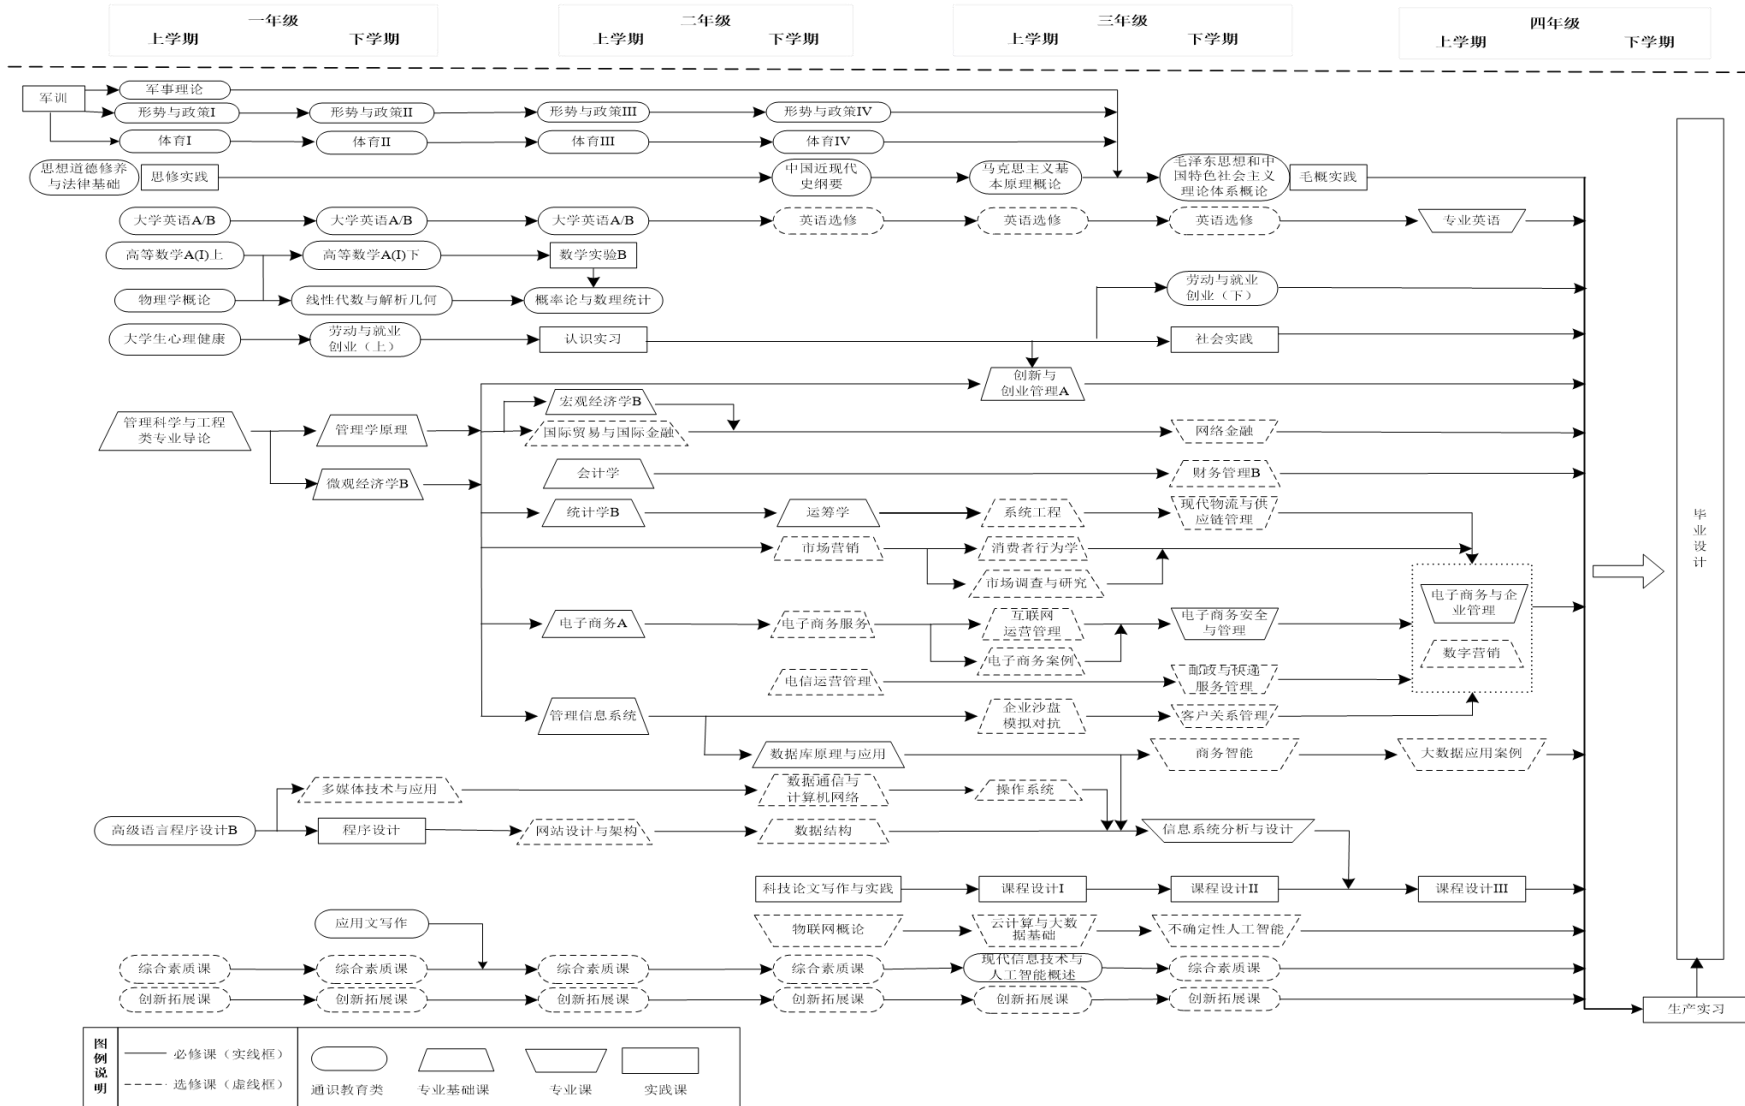 一年级
二年级
三年级
四年级
上学期
下学期
上学期
下学期
上学期
下学期
上学期
下学期
军训
军事理论
形势与政策I
形势与政策II
形势与政策III
形势与政策IV
体育I
体育II
体育III
体育IV
思想道德修养
与法律基础
思修实践
中国近现代
史纲要
马克思主义基
本原理概论
毛泽东思想和中
国特色社会主义
理论体系概论
毛概实践
大学英语A/B
大学英语A/B
大学英语A/B
英语选修
英语选修
英语选修
专业英语
高等数学A(I)上
高等数学A(I)下
数学实验B
物理学概论
线性代数与解析几何
概率论与数理统计
劳动与就业
创业（下）
大学生心理健康
劳动与就业
创业（上）
认识实习
社会实践
创新与
创业管理A
宏观经济学B
管理科学与工程
类专业导论
管理学原理
国际贸易与国际金融
网络金融
微观经济学B
会计学
财务管理B
统计学B
运筹学
系统工程
现代物流与供
应链管理
市场营销
消费者行为学
市场调查与研究
电子商务与企
业管理
电子商务A
电子商务服务
互联网
运营管理
电子商务安全
与管理
电子商务案例
数字营销
电信运营管理
邮政与快递
服务管理
管理信息系统
企业沙盘
模拟对抗
客户关系管理
数据库原理与应用
商务智能
大数据应用案例
多媒体技术与应用
数据通信与
计算机网络
操作系统
高级语言程序设计B
程序设计
网站设计与架构
数据结构
信息系统分析与设计
科技论文写作与实践
课程设计I
课程设计II
课程设计III
应用文写作
物联网概论
云计算与大数
据基础
不确定性人工智能
综合素质课
综合素质课
综合素质课
综合素质课
现代信息技术与
人工智能概述
综合素质课
创新拓展课
创新拓展课
创新拓展课
创新拓展课
创新拓展课
创新拓展课
毕
业
设
计
生产实习
图
例
说
明
必修课（实线框）
选修课（虚线框）
通识教育类
专业基础课
专业课
实践课